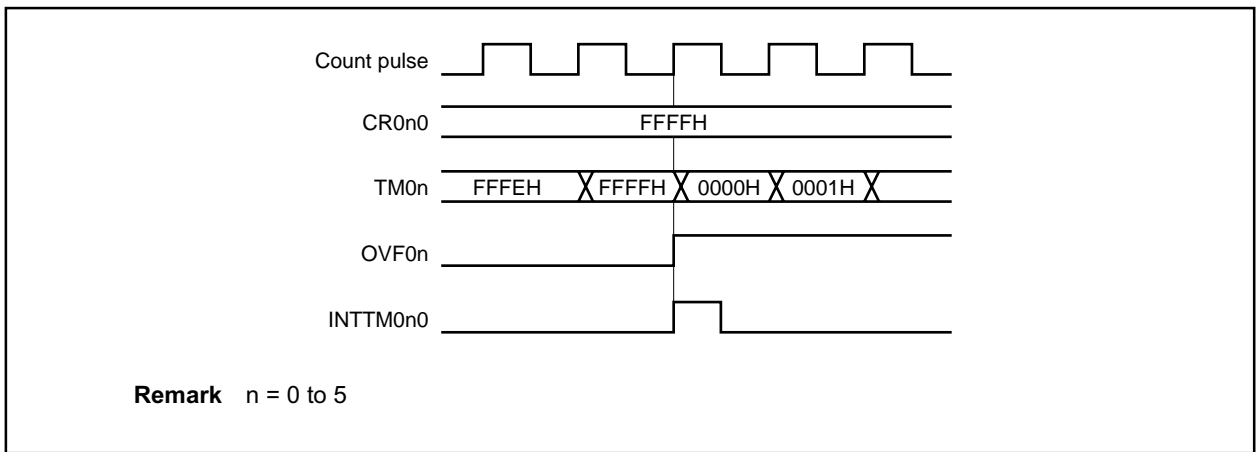 Count pulse
CR0n0 FFFFH
TM0n FFFEH FFFFH 0000H 0001H
OVF0n
INTTM0n0
Remark n = 0 to 5